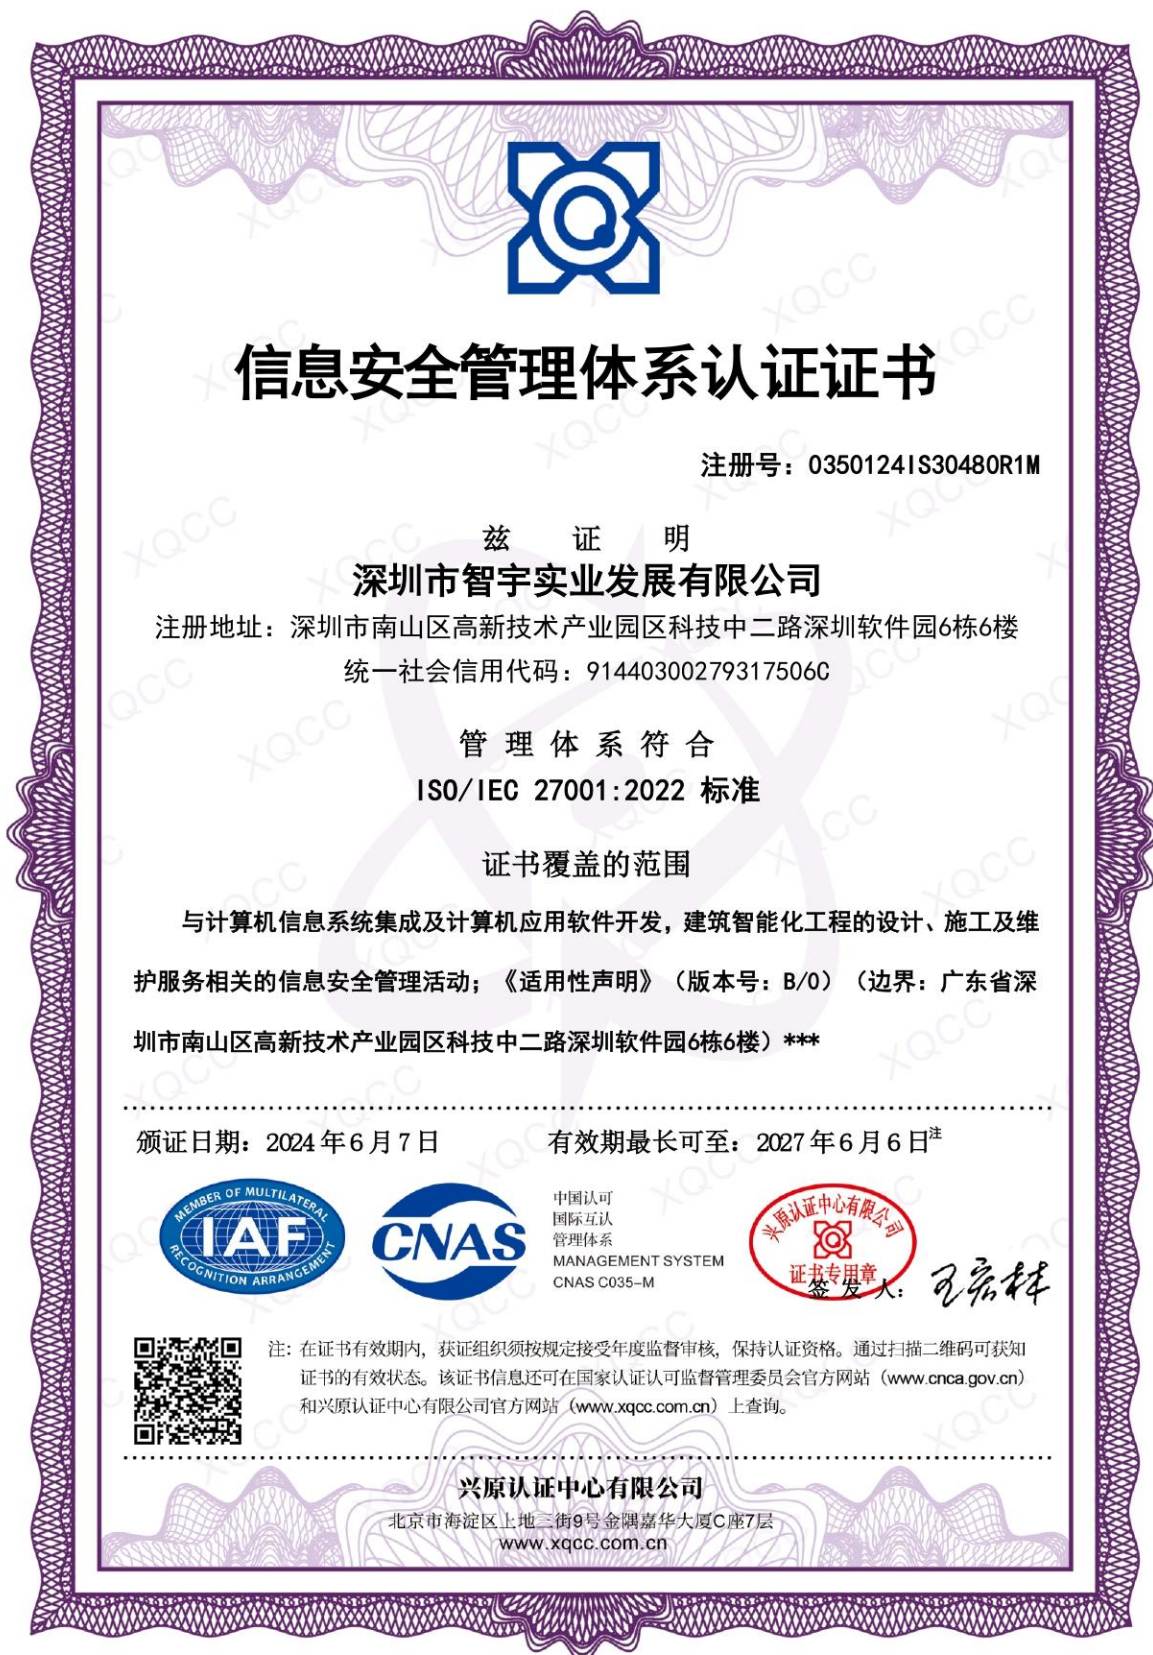 信息安全管理体系认证证书
注册号：0350124IS30480R1M
兹 证 明
深圳市智宇实业发展有限公司
注册地址：深圳市南山区高新技术产业园区科技中二路深圳软件园6栋6楼
统一社会信用代码：91440300279317506C
管 理 体 系 符 合
ISO/IEC 27001:2022 标准
证书覆盖的范围
与计算机信息系统集成及计算机应用软件开发，建筑智能化工程的设计、施工及维
护服务相关的信息安全管理活动；《适用性声明》（版本号：B/0）（边界：广东省深
圳市南山区高新技术产业园区科技中二路深圳软件园6栋6楼）***
颁证日期：2024年6月7日 有效期最长可至：2027年6月6日注
MEMBER OF MULTILATERAL
IAF
RECOGNITION ARRANGEMENT
CNAS
中国认可
国际互认
管理体系
MANAGEMENT SYSTEM
CNAS C035-M
兴原认证中心有限公司
证书专用章
签 发 人：王宏林
注：在证书有效期内，获证组织须按规定接受年度监督审核，保持认证资格。通过扫描二维码可获知
证书的有效状态。该证书信息还可在国家认证认可监督管理委员会官方网站（www.cnca.gov.cn）
和兴原认证中心有限公司官方网站（www.xqcc.com.cn）上查询。
兴原认证中心有限公司
北京市海淀区上地三街9号金隅嘉华大厦C座7层
www.xqcc.com.cn
XQCC